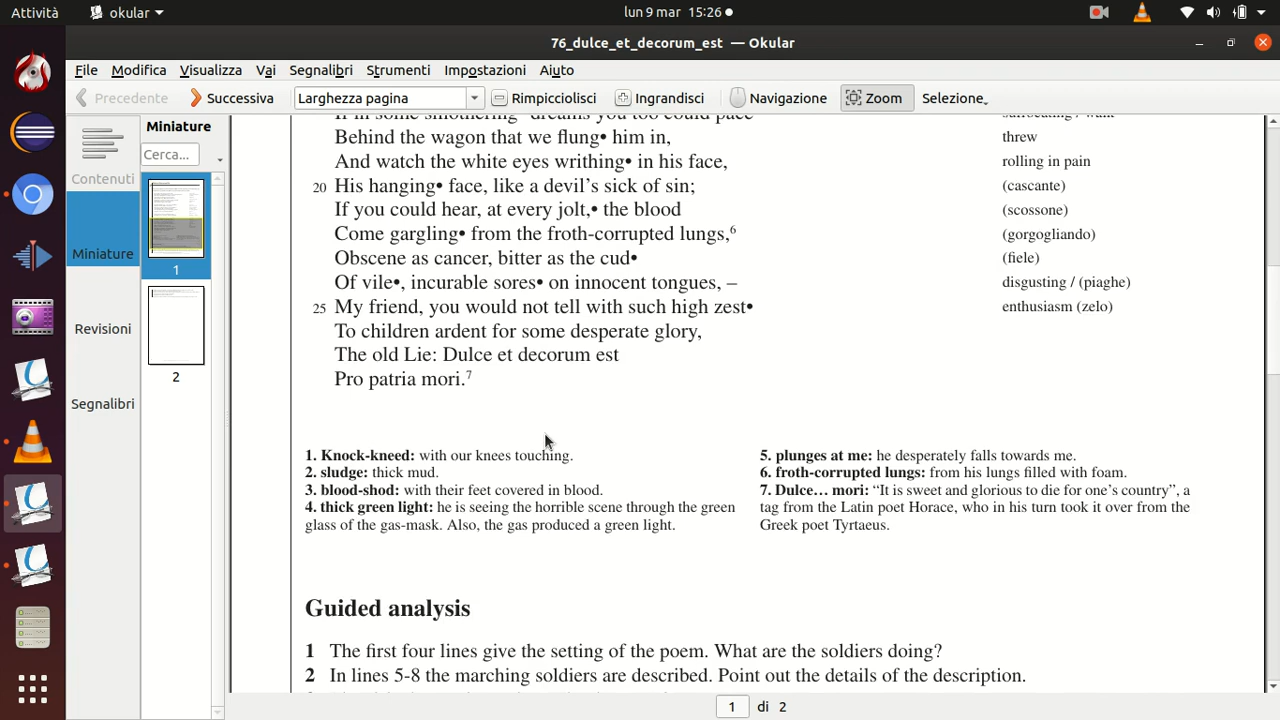 Attività
okular
lun 9 mar 15:26
76_dulce_et_decorum_est — Okular
File Modifica Visualizza Vai Segnalibri Strumenti Impostazioni Aiuto
Precedente Successiva Larghezza pagina Rimpicciolisci Ingrandisci Navigazione Zoom Selezione
Contenuti
Miniature
Revisioni
Segnalibri
Miniature
Cerca...
1
2
If in some smothering dreams you too could pace
suffocating / walk
Behind the wagon that we flung• him in,
threw
And watch the white eyes writhing• in his face,
rolling in pain
20 His hanging• face, like a devil's sick of sin;
(cascante)
If you could hear, at every jolt,• the blood
(scossone)
Come gargling• from the froth-corrupted lungs,6
(gorgogliando)
Obscene as cancer, bitter as the cud•
(fiele)
Of vile•, incurable sores• on innocent tongues, –
disgusting / (piaghe)
25 My friend, you would not tell with such high zest•
enthusiasm (zelo)
To children ardent for some desperate glory,
The old Lie: Dulce et decorum est
Pro patria mori.7
1. Knock-kneed: with our knees touching.
2. sludge: thick mud.
3. blood-shod: with their feet covered in blood.
4. thick green light: he is seeing the horrible scene through the green
glass of the gas-mask. Also, the gas produced a green light.
5. plunges at me: he desperately falls towards me.
6. froth-corrupted lungs: from his lungs filled with foam.
7. Dulce… mori: “It is sweet and glorious to die for one's country”, a
tag from the Latin poet Horace, who in his turn took it over from the
Greek poet Tyrtaeus.
Guided analysis
1 The first four lines give the setting of the poem. What are the soldiers doing?
2 In lines 5-8 the marching soldiers are described. Point out the details of the description.
1 di 2